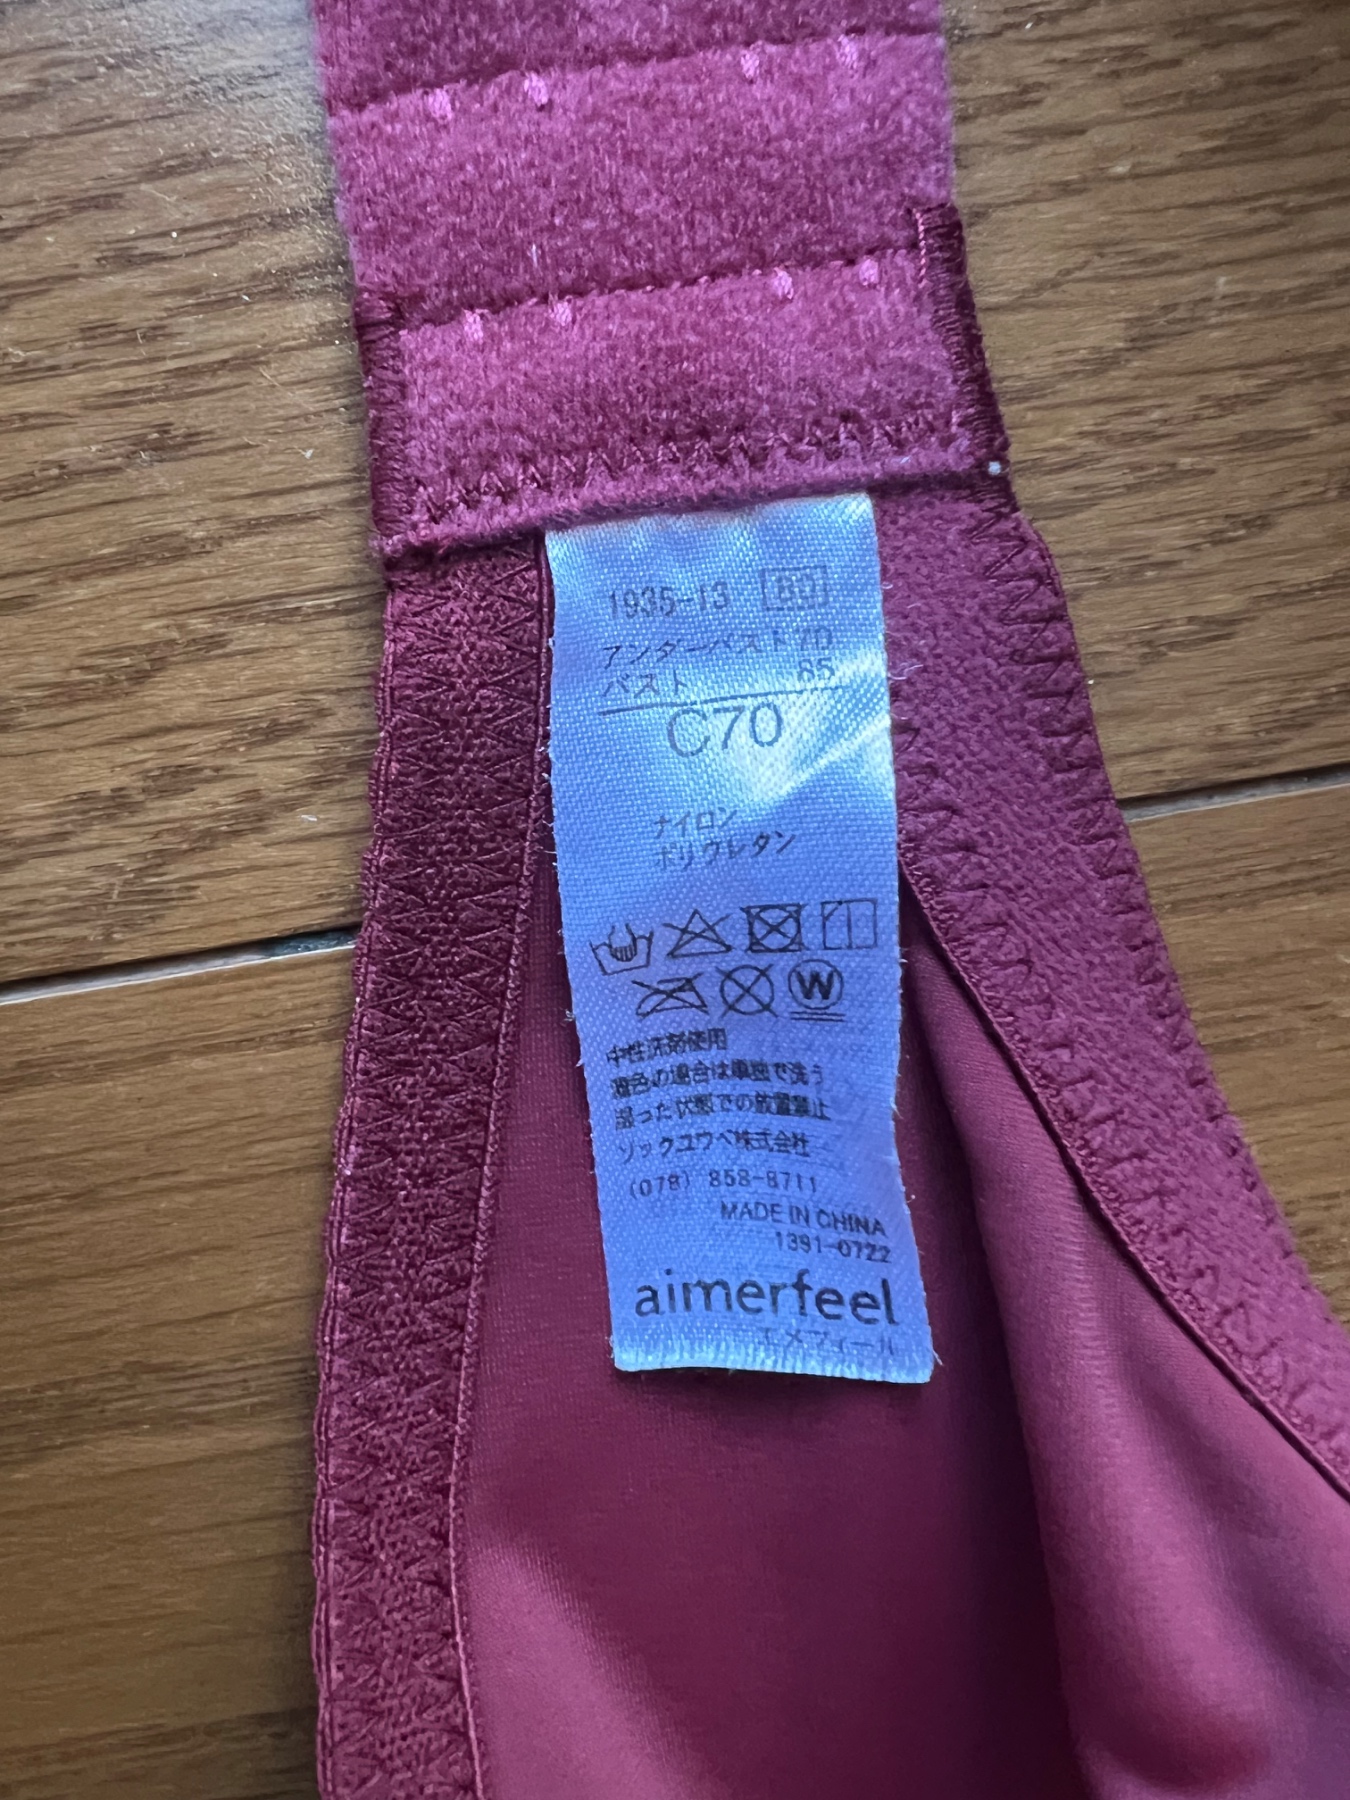 1935-13 89
アンダーバスト70
バスト 85
C70
ナイロン
ポリウレタン
W
中性洗剤使用
濃色の場合は単独で洗う
湿った状態での放置禁止
ソックコウベ株式会社
(078) 858-8711
MADE IN CHINA
1391-0722
aimerfeel
エメフィール